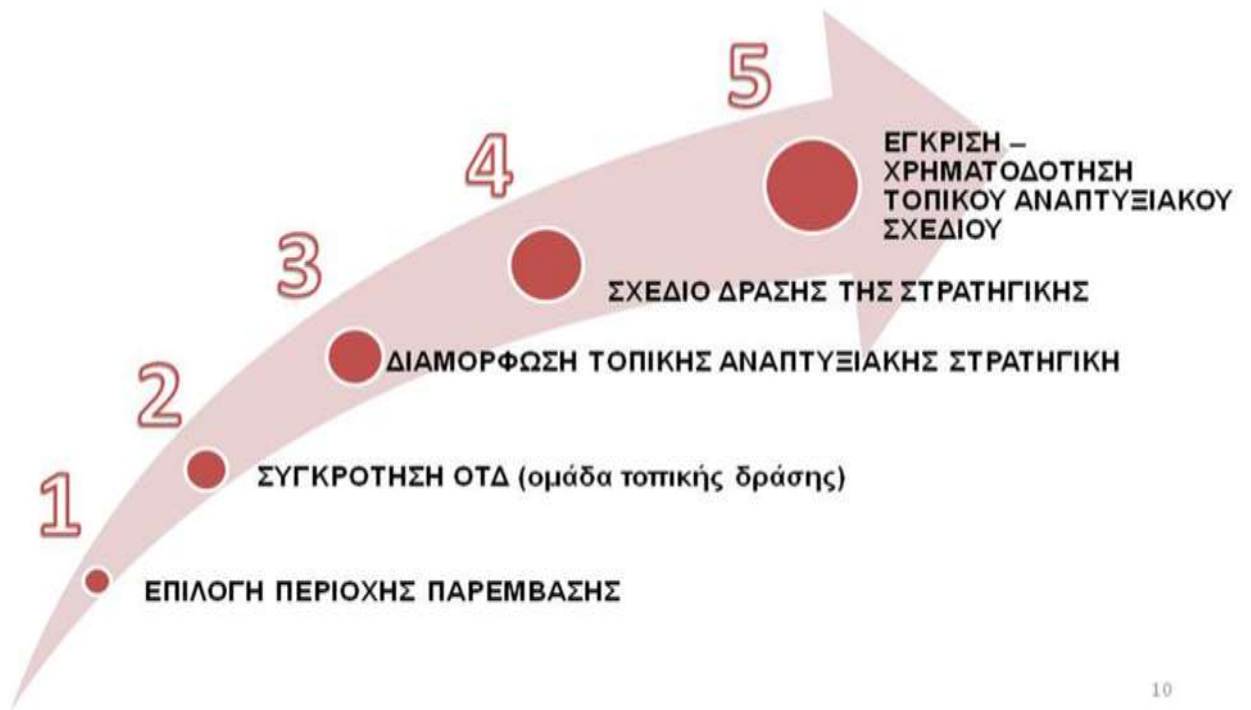 5
ΕΓΚΡΙΣΗ –
ΧΡΗΜΑΤΟΔΟΤΗΣΗ
ΤΟΠΙΚΟΥ ΑΝΑΠΤΥΞΙΑΚΟΥ
ΣΧΕΔΙΟΥ
4
ΣΧΕΔΙΟ ΔΡΑΣΗΣ ΤΗΣ ΣΤΡΑΤΗΓΙΚΗΣ
3
ΔΙΑΜΟΡΦΩΣΗ ΤΟΠΙΚΗΣ ΑΝΑΠΤΥΞΙΑΚΗΣ ΣΤΡΑΤΗΓΙΚΗ
2
ΣΥΓΚΡΟΤΗΣΗ ΟΤΔ (ομάδα τοπικής δράσης)
1
ΕΠΙΛΟΓΗ ΠΕΡΙΟΧΗΣ ΠΑΡΕΜΒΑΣΗΣ
10